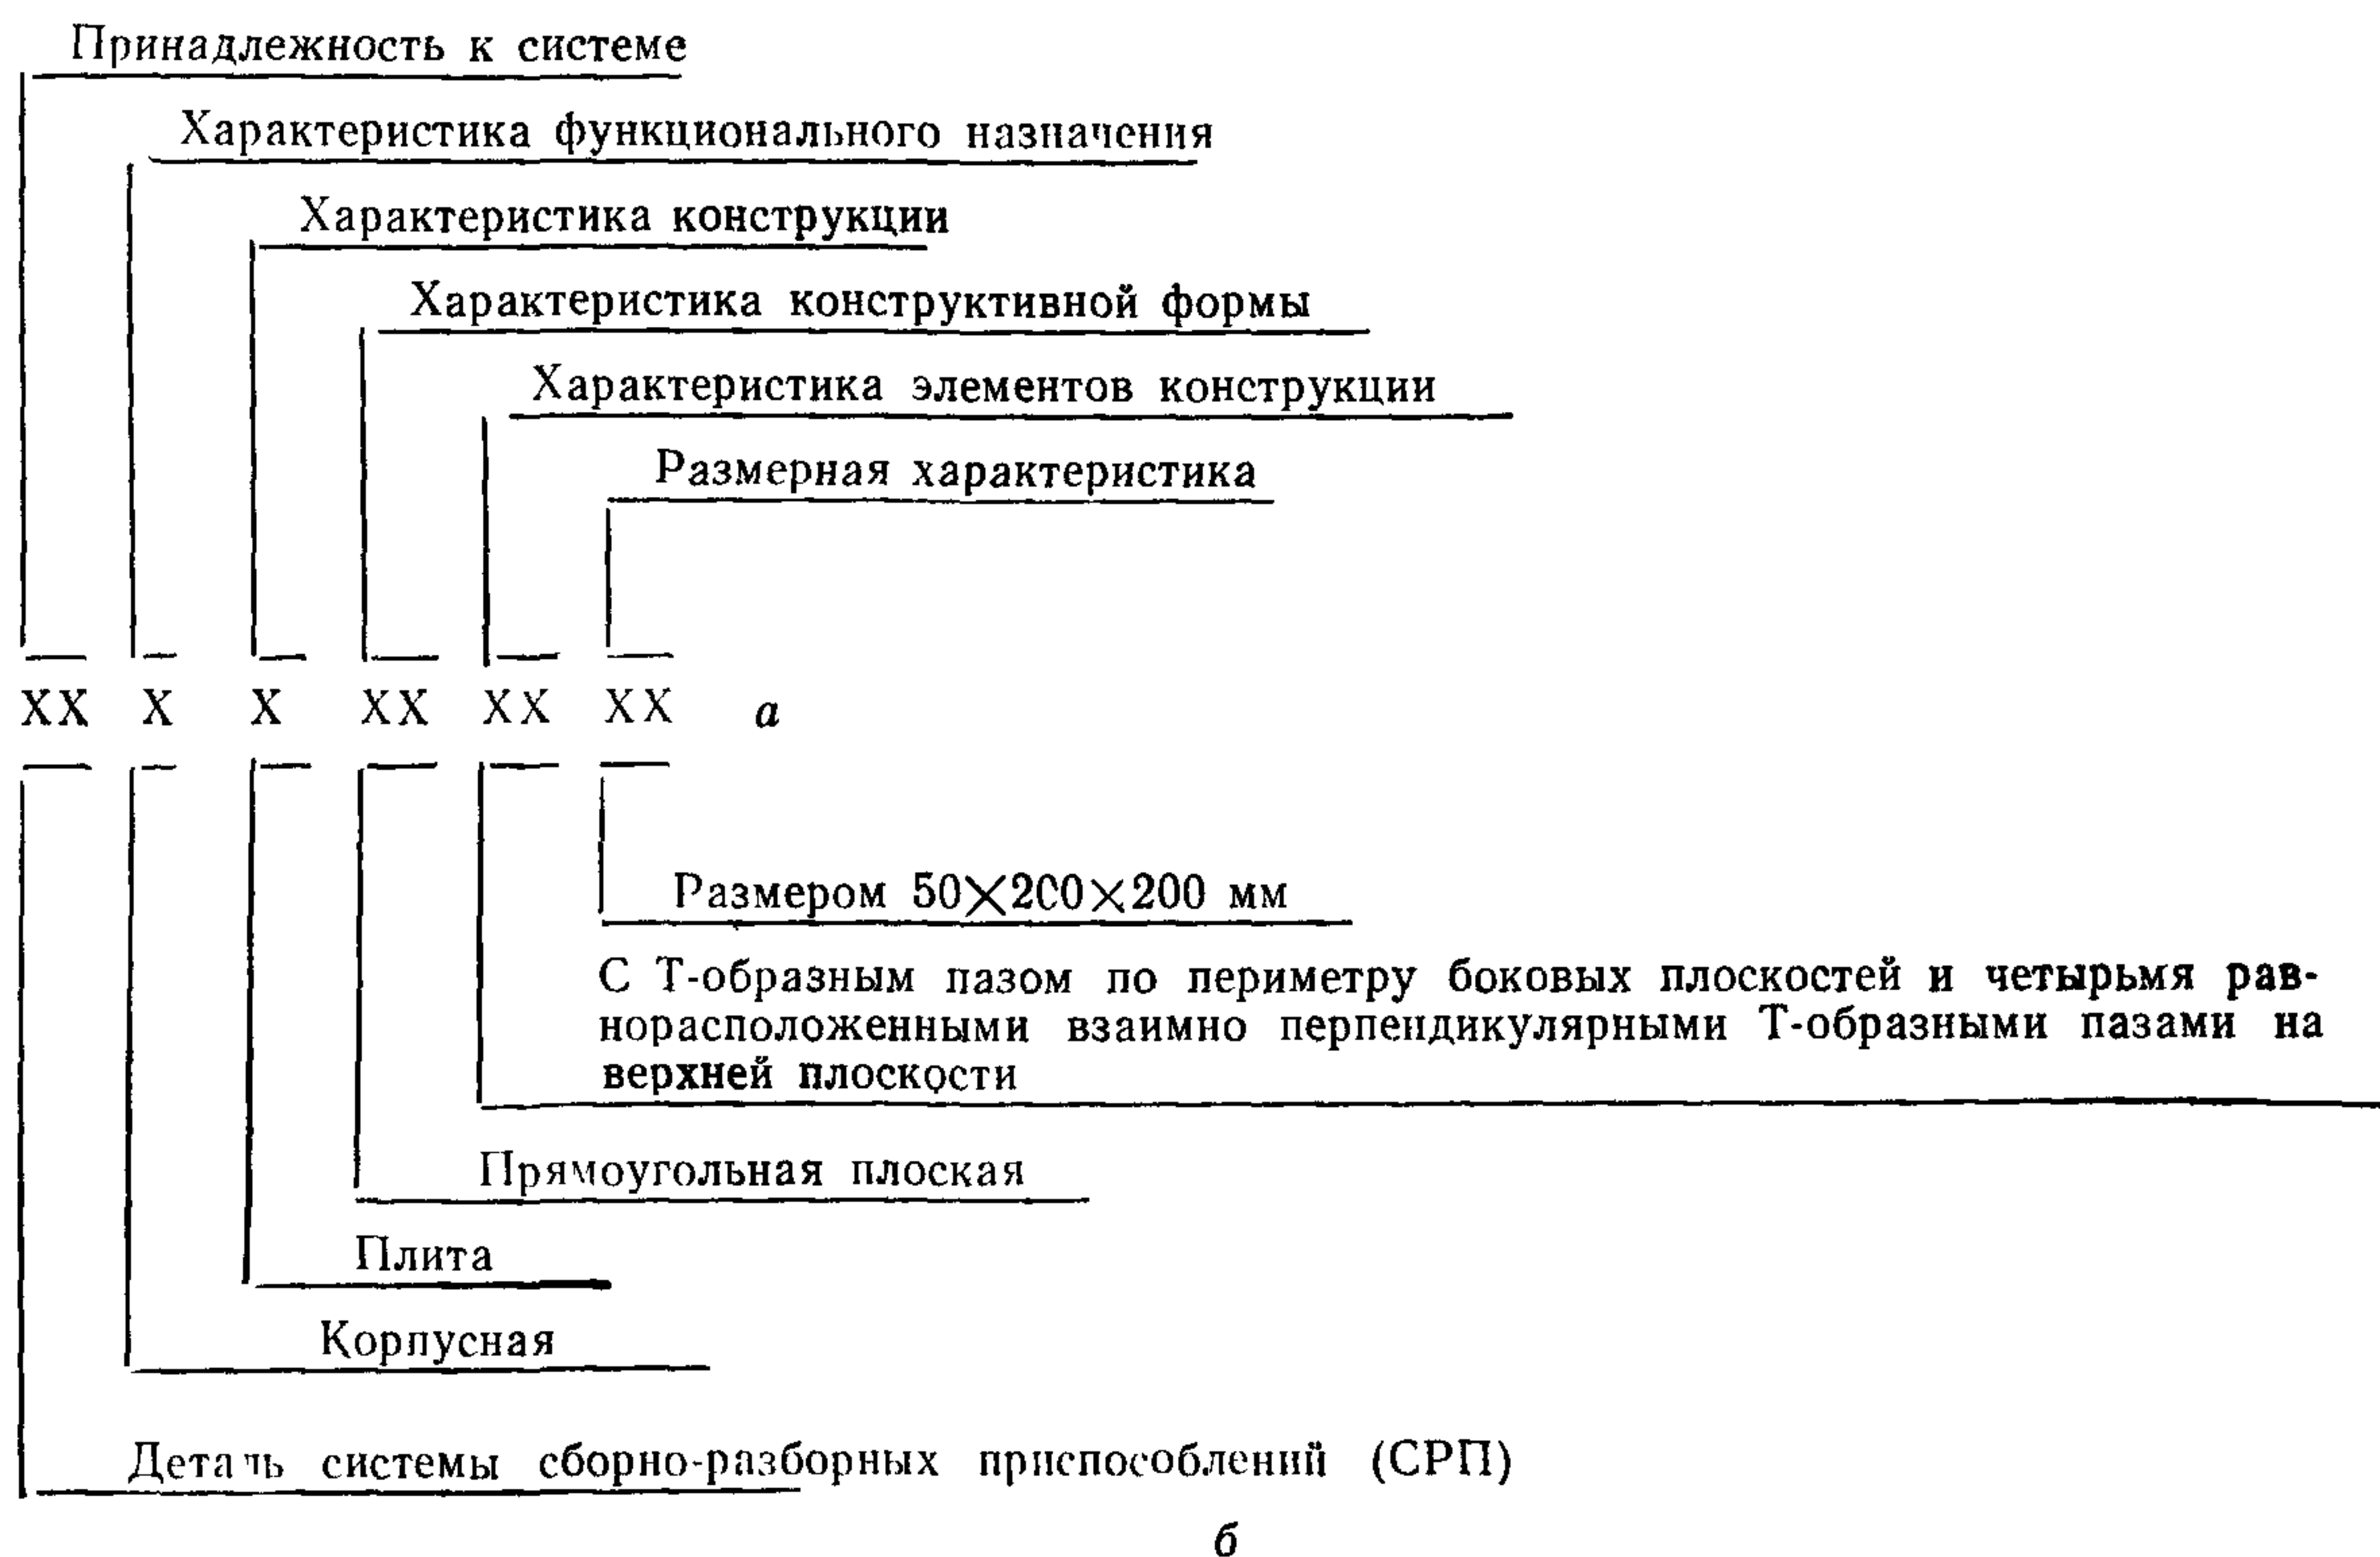 Принадлежность к системе
Характеристика функционального назначения
Характеристика конструкции
Характеристика конструктивной формы
Характеристика элементов конструкции
Размерная характеристика
XX X X XX XX XX а
Размером 50×200×200 мм
С Т-образным пазом по периметру боковых плоскостей и четырьмя рав-
норасположенными взаимно перпендикулярными Т-образными пазами на
верхней плоскости
Прямоугольная плоская
Плита
Корпусная
Деталь системы сборно-разборных приспособлений (СРП)
б